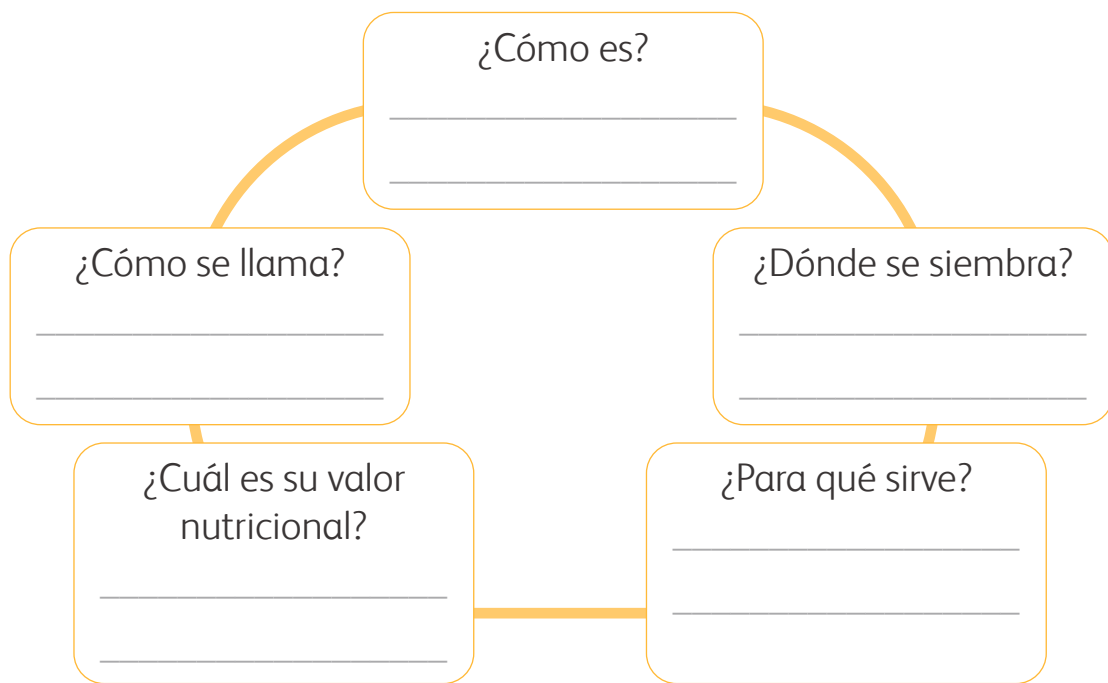 ¿Cómo es?
¿Cómo se llama?
¿Dónde se siembra?
¿Cuál es su valor
nutricional?
¿Para qué sirve?